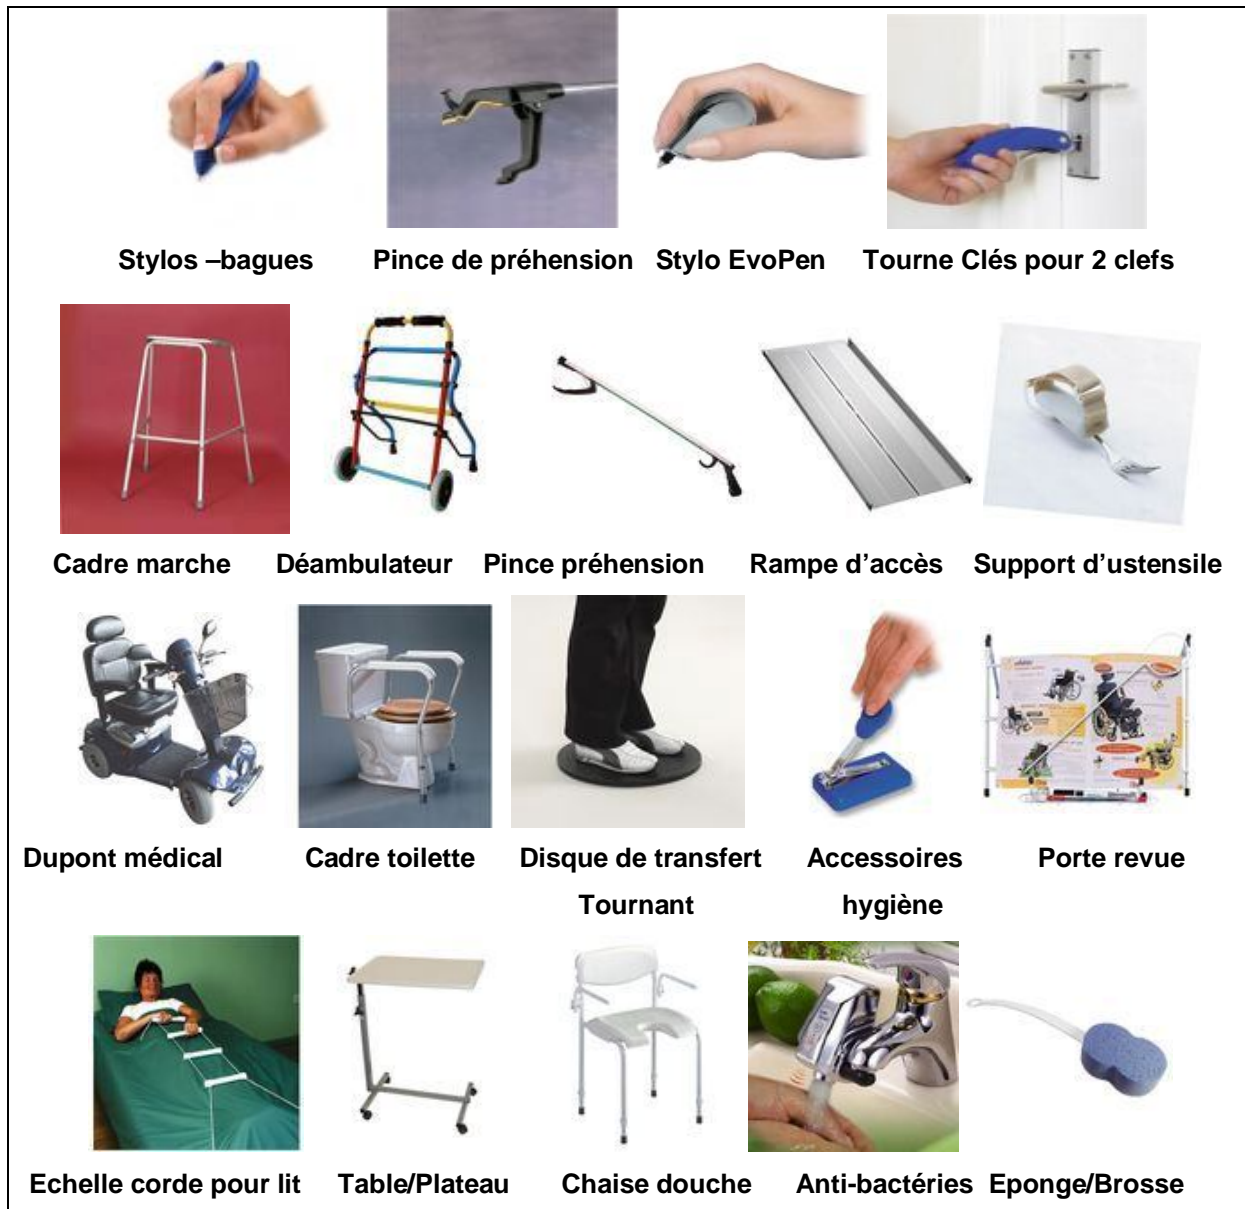 Stylos –bagues Pince de préhension Stylo EvoPen Tourne Clés pour 2 clefs
Cadre marche Déambulateur Pince préhension Rampe d'accès Support d'ustensile
Dupont médical Cadre toilette Disque de transfert Accessoires Porte revue
Tournant hygiène
Echelle corde pour lit Table/Plateau Chaise douche Anti-bactéries Eponge/Brosse